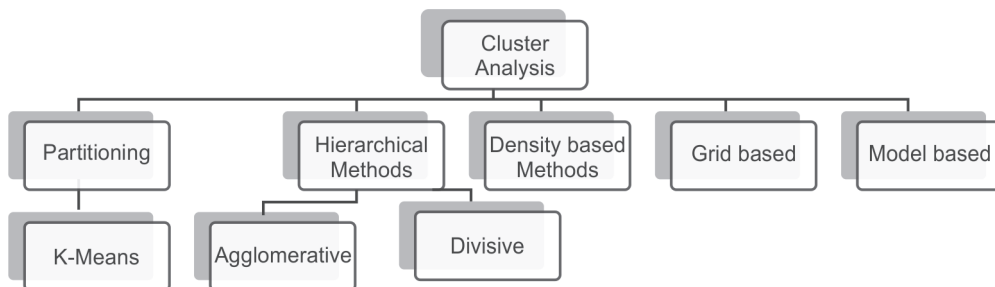 Cluster
Analysis
Partitioning
Hierarchical
Methods
Density based
Methods
Grid based
Model based
K-Means
Agglomerative
Divisive